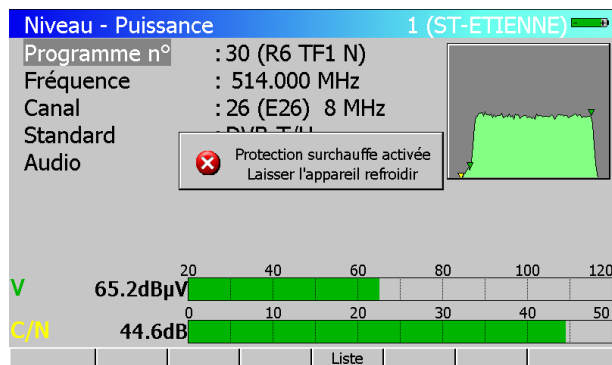 Niveau - Puissance 1 (ST-ETIENNE)
Programme n° : 30 (R6 TF1 N)
Fréquence : 514.000 MHz
Canal : 26 (E26) 8 MHz
Standard : DVB-T/H
Audio
Protection surchauffe activée
Laisser l'appareil refroidir
20 40 60 80 100 120
V 65.2dBµV
0 10 20 30 40 50
C/N 44.6dB
Liste